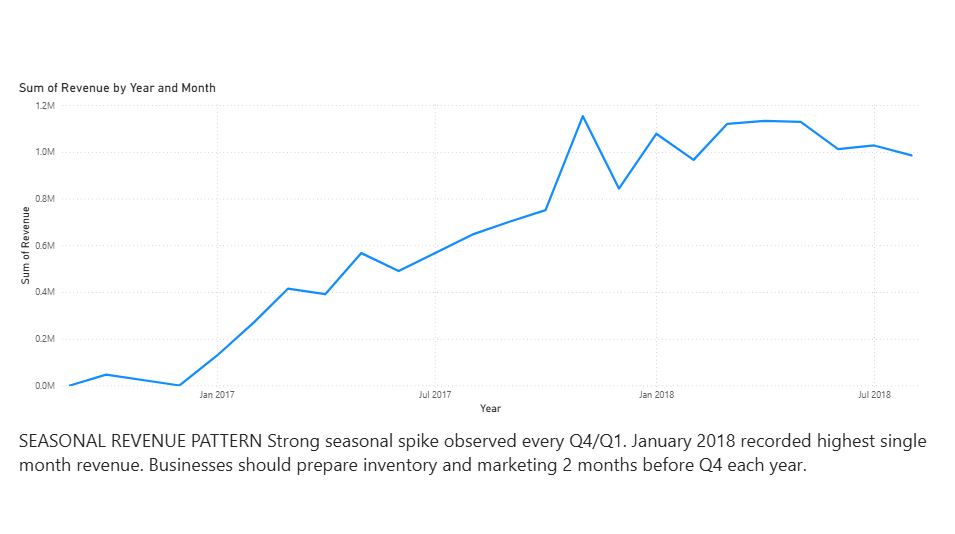 Sum of Revenue by Year and Month
1.2M
1.0M
0.8M
0.6M
0.4M
0.2M
0.0M
Sum of Revenue
Jan 2017
Jul 2017
Jan 2018
Jul 2018
Year
SEASONAL REVENUE PATTERN Strong seasonal spike observed every Q4/Q1. January 2018 recorded highest single
month revenue. Businesses should prepare inventory and marketing 2 months before Q4 each year.